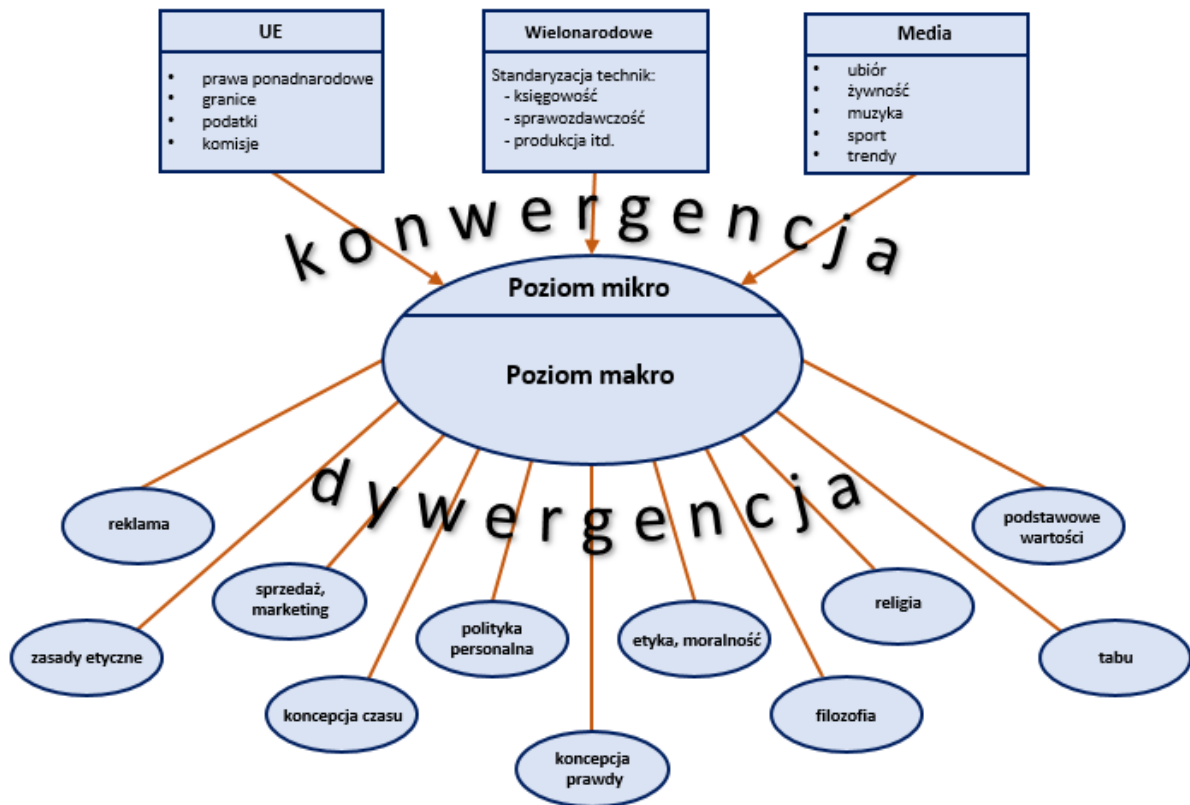 UE
• prawa ponadnarodowe
• granice
• podatki
• komisje
Wielonarodowe
Standaryzacja technik:
- księgowość
- sprawozdawczość
- produkcja itd.
Media
• ubiór
• żywność
• muzyka
• sport
• trendy
konwergencja
Poziom mikro
Poziom makro
dywergencja
reklama
podstawowe
wartości
sprzedaż,
marketing
religia
zasady etyczne
polityka
personalna
etyka, moralność
tabu
koncepcja czasu
filozofia
koncepcja
prawdy